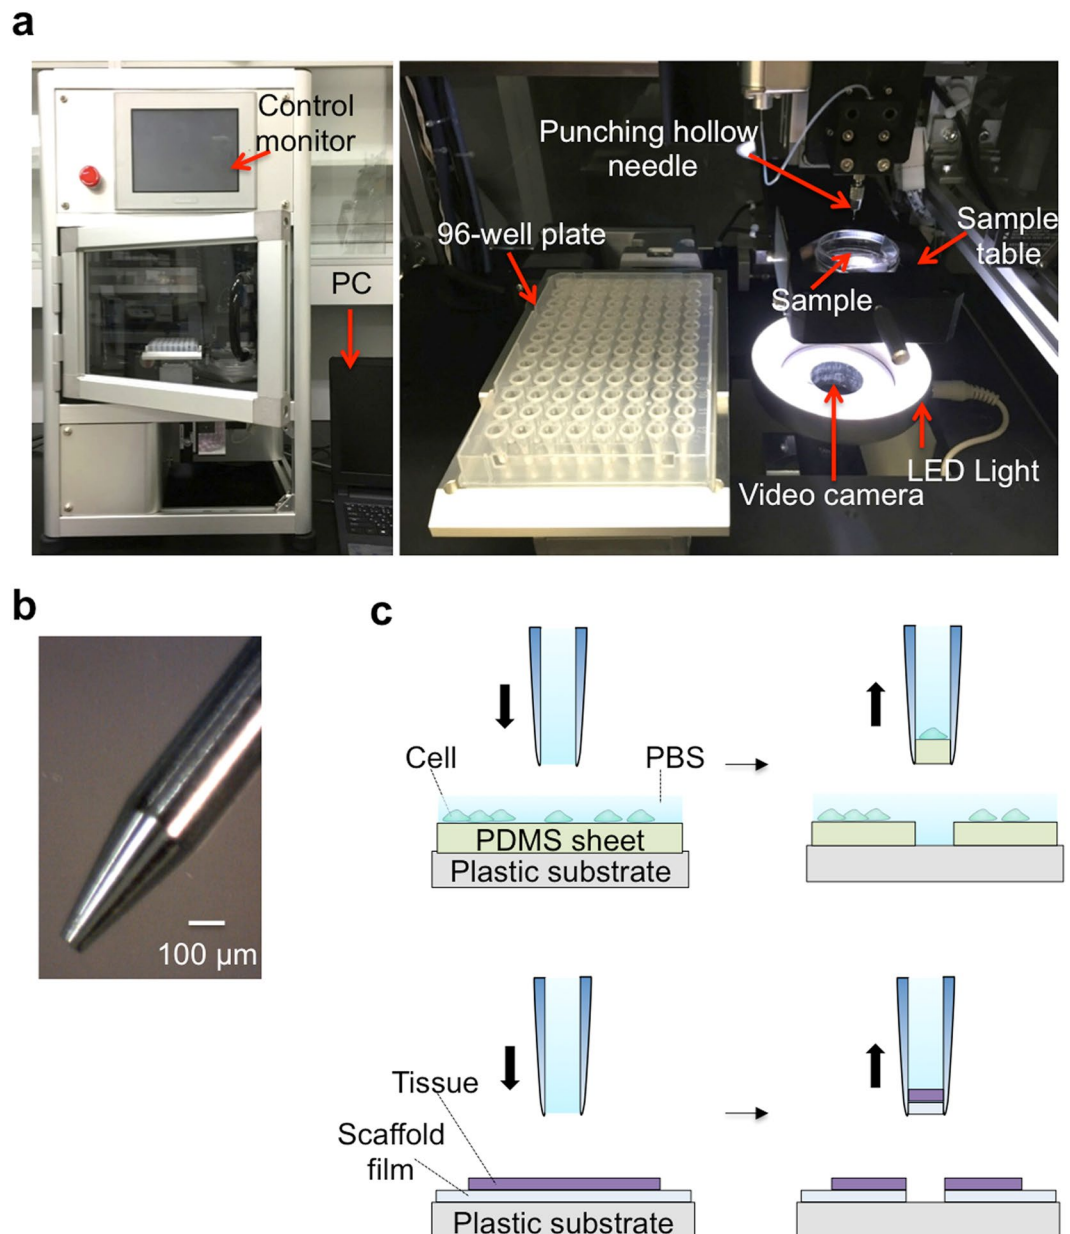 a
Control
monitor
PC
Punching hollow
needle
96-well plate
Sample
table
Sample
LED Light
Video camera
b
100 µm
c
Cell
PBS
PDMS sheet
Plastic substrate
Tissue
Scaffold
film
Plastic substrate